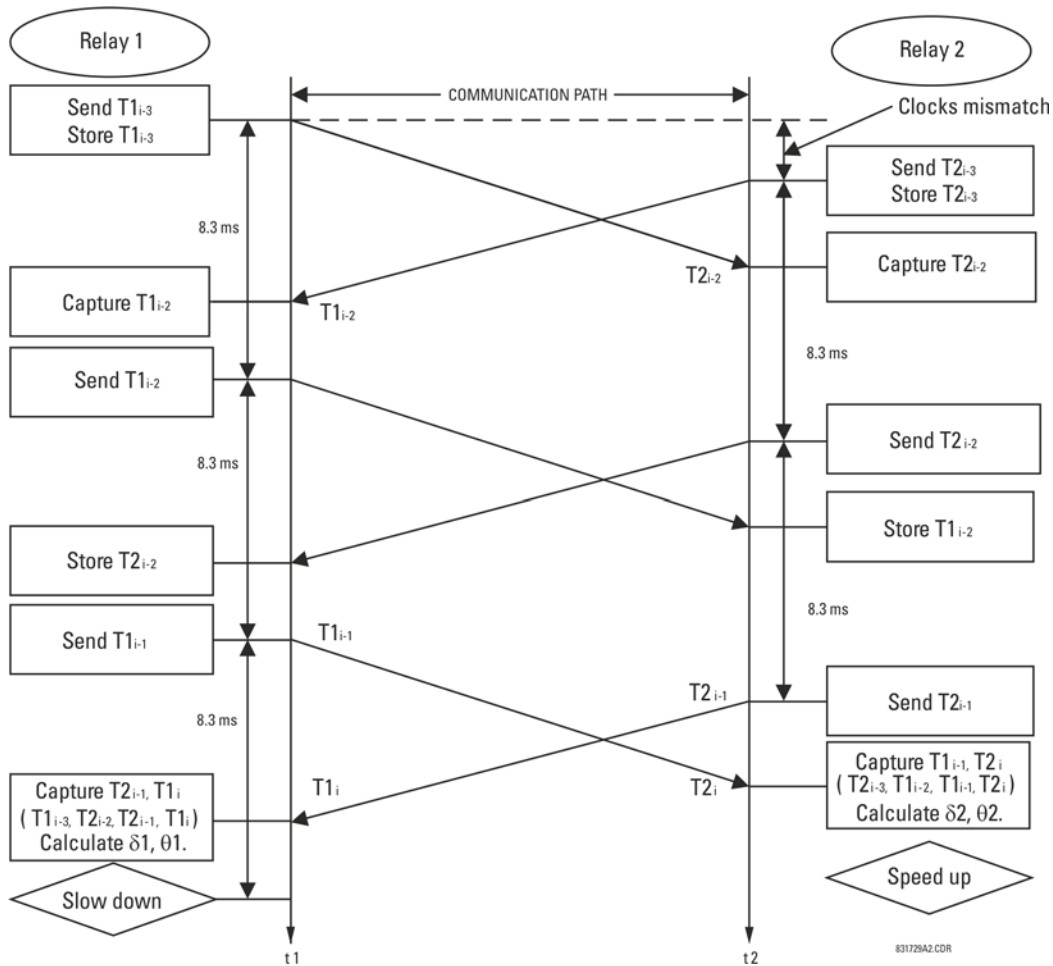 Relay 1
Relay 2
COMMUNICATION PATH
Clocks mismatch
Send T1i-3
Store T1i-3
Send T2i-3
Store T2i-3
8.3 ms
Capture T2i-2
T2i-2
Capture T1i-2
T1i-2
8.3 ms
Send T1i-2
Send T2i-2
8.3 ms
Store T1i-2
Store T2i-2
8.3 ms
Send T1i-1
T1i-1
T2i-1
Send T2i-1
8.3 ms
Capture T2i-1, T1i
( T1i-3, T2i-2, T2i-1, T1i)
Calculate δ1, θ1.
T1i
T2i
Capture T1i-1, T2i
( T2i-3, T1i-2, T1i-1, T2i)
Calculate δ2, θ2.
Slow down
Speed up
t1
t2
831729A2.CDR